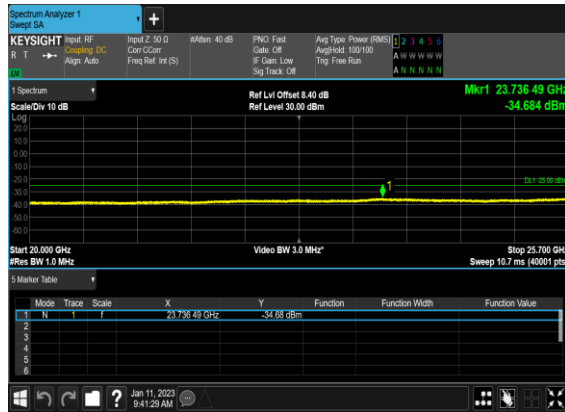 Spectrum Analyzer 1
Swept SA
+
KEYSIGHT Input: RF Input Z: 50 Ω #Atten: 40 dB PNO: Fast Avg Type: Power (RMS) 1 2 3 4 5 6
R T Coupling: DC Corr CCorr Gate: Off Avg|Hold: 100/100 A W W W W W
Align: Auto Freq Ref: Int (S) IF Gain: Low Trig: Free Run
LU Sig Track: Off A N N N N N
1 Spectrum Ref Lvl Offset 8.40 dB Mkr1 23.736 49 GHz
Scale/Div 10 dB Ref Level 30.00 dBm -34.684 dBm
Log
20.0
10.0
0.00
-10.0
-20.0
DL1 -25.00 dBm
1
-30.0
-40.0
-50.0
-60.0
Start 20.000 GHz Video BW 3.0 MHz* Stop 25.700 GHz
#Res BW 1.0 MHz Sweep 10.7 ms (40001 pts)
5 Marker Table
Mode Trace Scale X Y Function Function Width Function Value
1 N 1 f 23.736 49 GHz -34.68 dBm
2
3
4
5
6
? Jan 11, 2023
9:41:29 AM